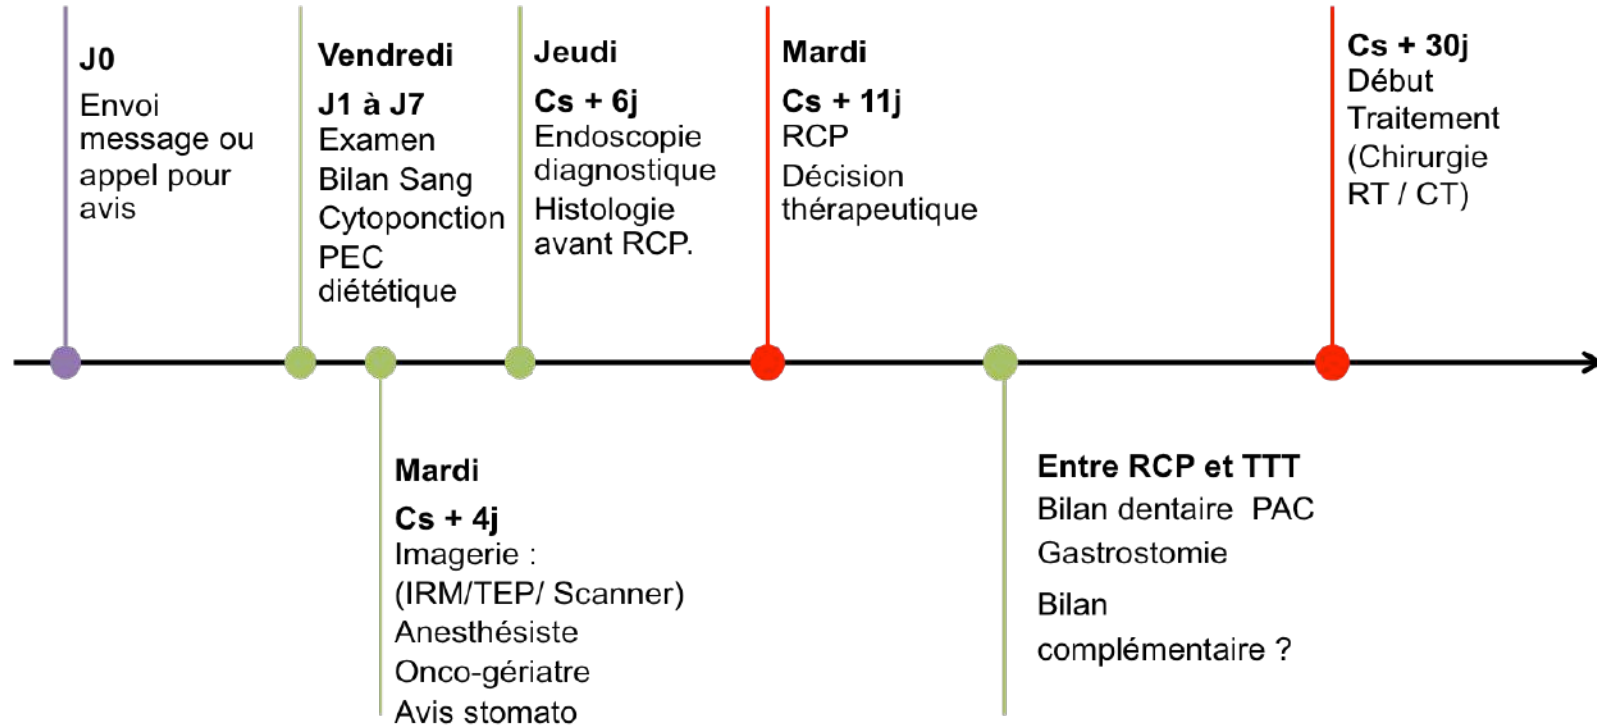 J0
Envoi
message ou
appel pour
avis
Vendredi
J1 à J7
Examen
Bilan Sang
Cytoponction
PEC
diététique
Mardi
Cs + 4j
Imagerie :
(IRM/TEP/ Scanner)
Anesthésiste
Onco-gériatre
Avis stomato
Jeudi
Cs + 6j
Endoscopie
diagnostique
Histologie
avant RCP.
Mardi
Cs + 11j
RCP
Décision
thérapeutique
Entre RCP et TTT
Bilan dentaire  PAC
Gastrostomie
Bilan
complémentaire ?
Cs + 30j
Début
Traitement
(Chirurgie
RT / CT)